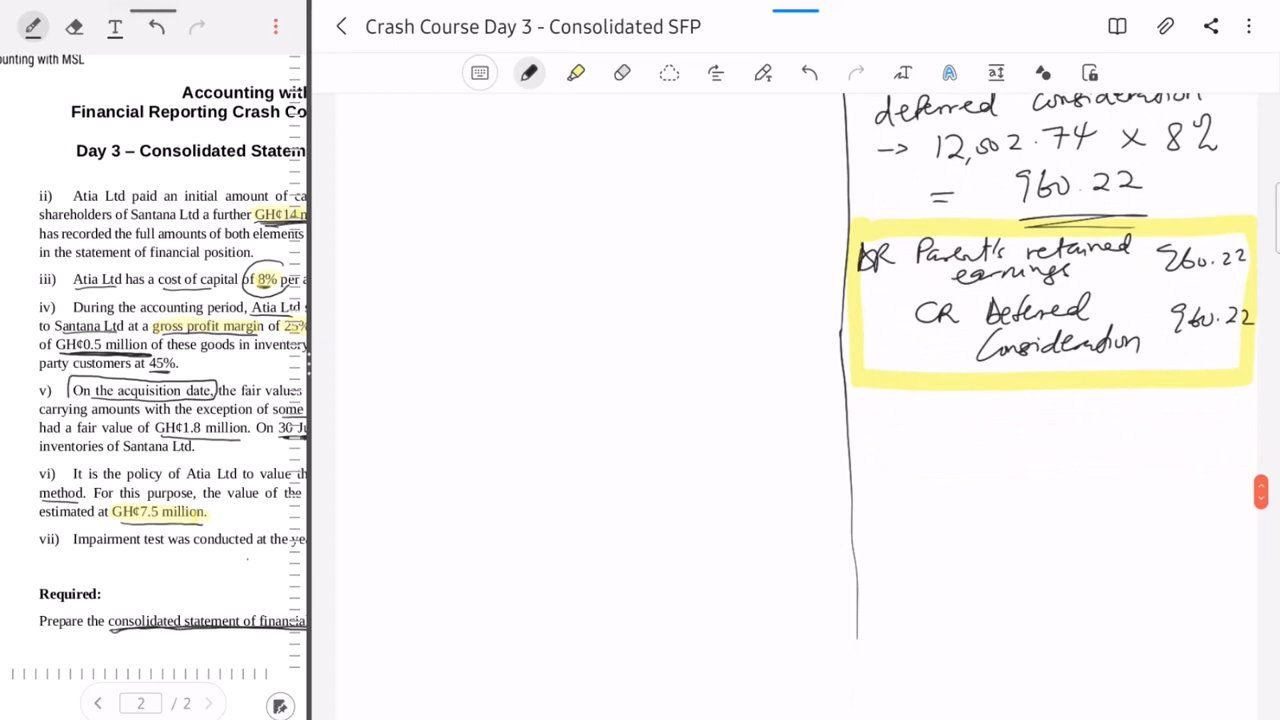 Crash Course Day 3 - Consolidated SFP
unting with MSL
Accounting with
Financial Reporting Crash Co
Day 3 – Consolidated Statem
ii) Atia Ltd paid an initial amount of ca
shareholders of Santana Ltd a further GH¢14 m
has recorded the full amounts of both elements
in the statement of financial position.
iii) Atia Ltd has a cost of capital of 8% per a
iv) During the accounting period, Atia Ltd
to Santana Ltd at a gross profit margin of 25%
of GH¢0.5 million of these goods in inventory
party customers at 45%.
v) On the acquisition date, the fair values
carrying amounts with the exception of some
had a fair value of GH¢1.8 million. On 30 Ju
inventories of Santana Ltd.
vi) It is the policy of Atia Ltd to value th
method. For this purpose, the value of the
estimated at GH¢7.5 million.
vii) Impairment test was conducted at the ye
Required:
Prepare the consolidated statement of financia
2 / 2
deferred consideration
-> 12,002.74 x 8%
= 960.22
DR Parent's retained earnings 960.22
CR Deferred Consideration 960.22